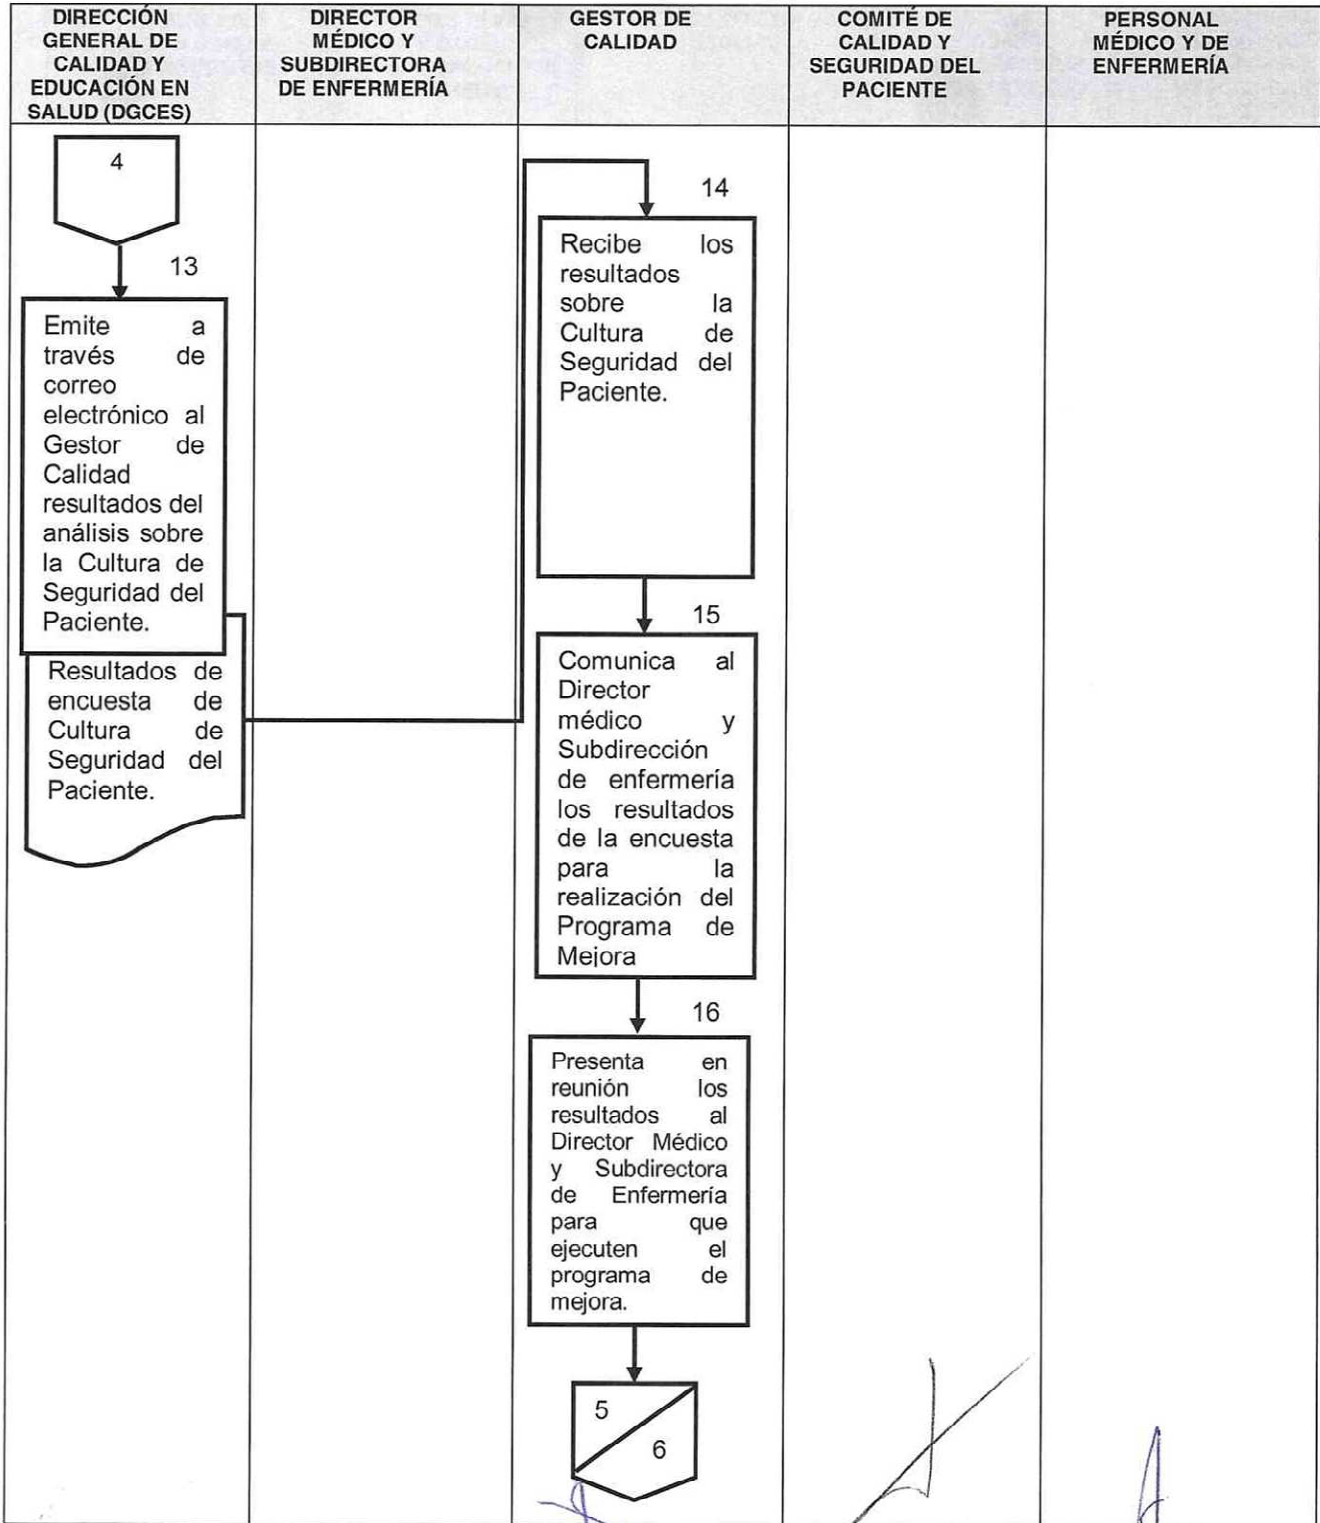 DIRECCIÓN
GENERAL DE
CALIDAD Y
EDUCACIÓN EN
SALUD (DGCES)
DIRECTOR
MÉDICO Y
SUBDIRECTORA
DE ENFERMERÍA
GESTOR DE
CALIDAD
COMITÉ DE
CALIDAD Y
SEGURIDAD DEL
PACIENTE
PERSONAL
MÉDICO Y DE
ENFERMERÍA
4
13
Emite a
través de
correo
electrónico al
Gestor de
Calidad
resultados del
análisis sobre
la Cultura de
Seguridad del
Paciente.
Resultados de
encuesta de
Cultura de
Seguridad del
Paciente.
14
Recibe los
resultados
sobre la
Cultura de
Seguridad del
Paciente.
15
Comunica al
Director
médico y
Subdirección
de enfermería
los resultados
de la encuesta
para la
realización del
Programa de
Mejora
16
Presenta en
reunión los
resultados al
Director Médico
y Subdirectora
de Enfermería
para que
ejecuten el
programa de
mejora.
5
6